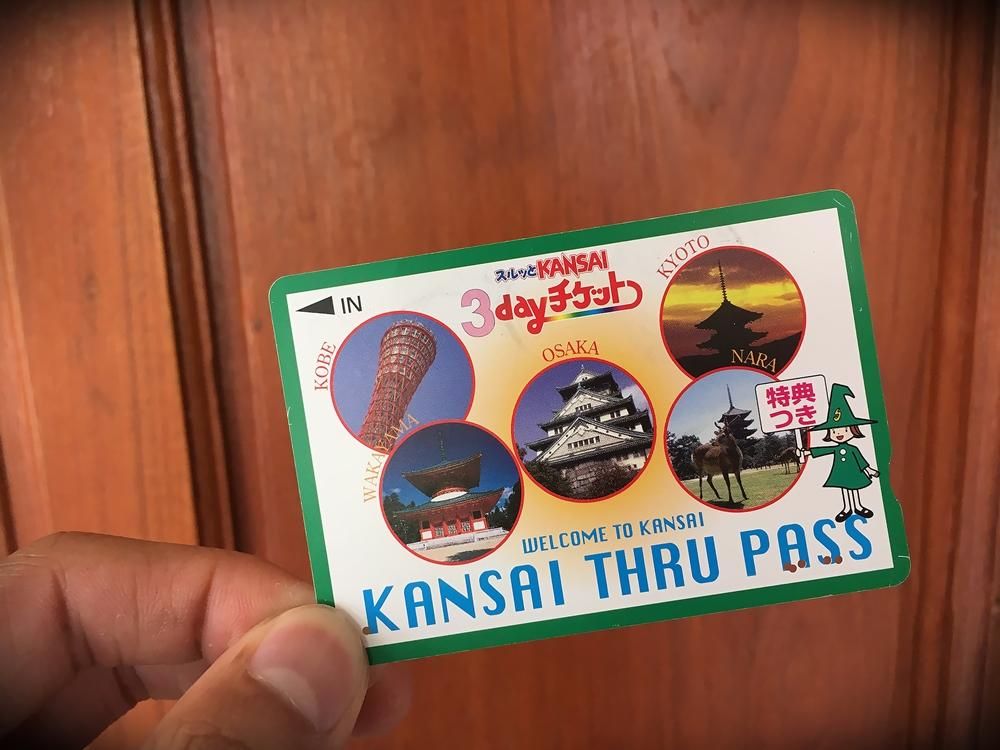 IN
スルッとKANSAI
3dayチケット
KYOTO
KOBE
OSAKA
NARA
特典
つき
5
WAKAYAMA
WELCOME TO KANSAI
KANSAI THRU PASS